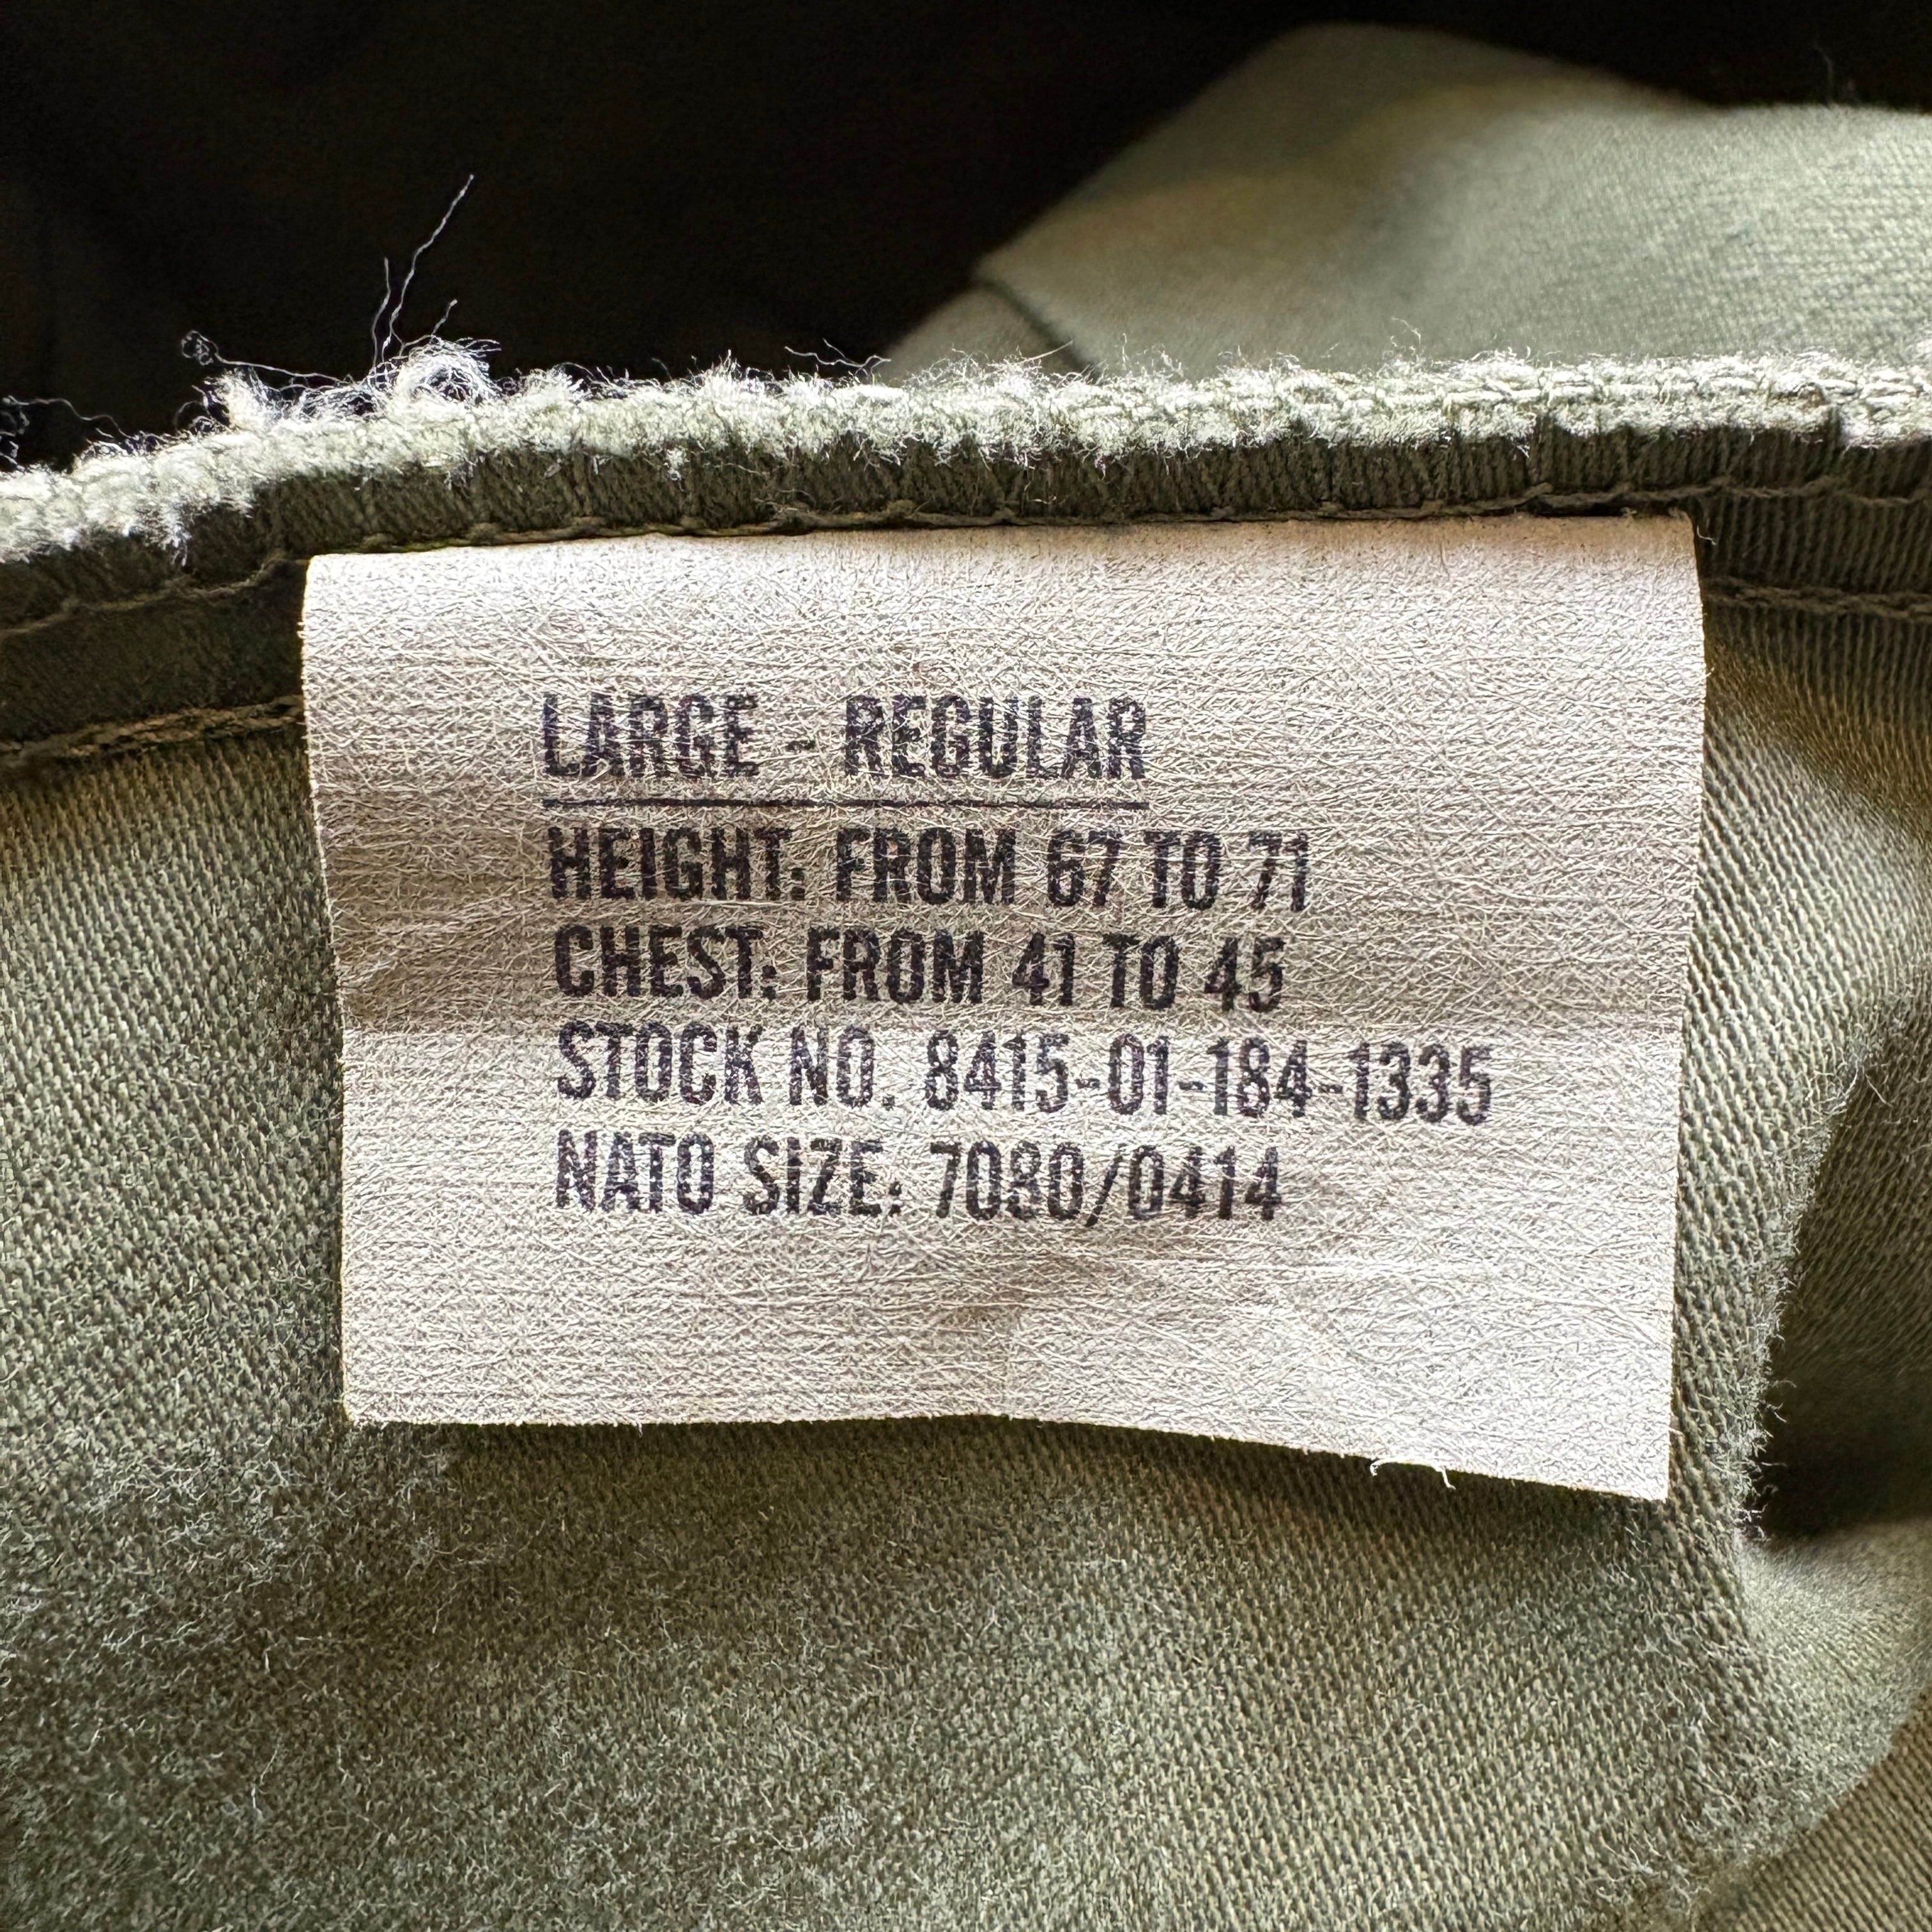 LARGE - REGULAR
HEIGHT: FROM 67 TO 71
CHEST: FROM 41 TO 45
STOCK NO. 8415-01-184-1335
NATO SIZE: 7080/0414